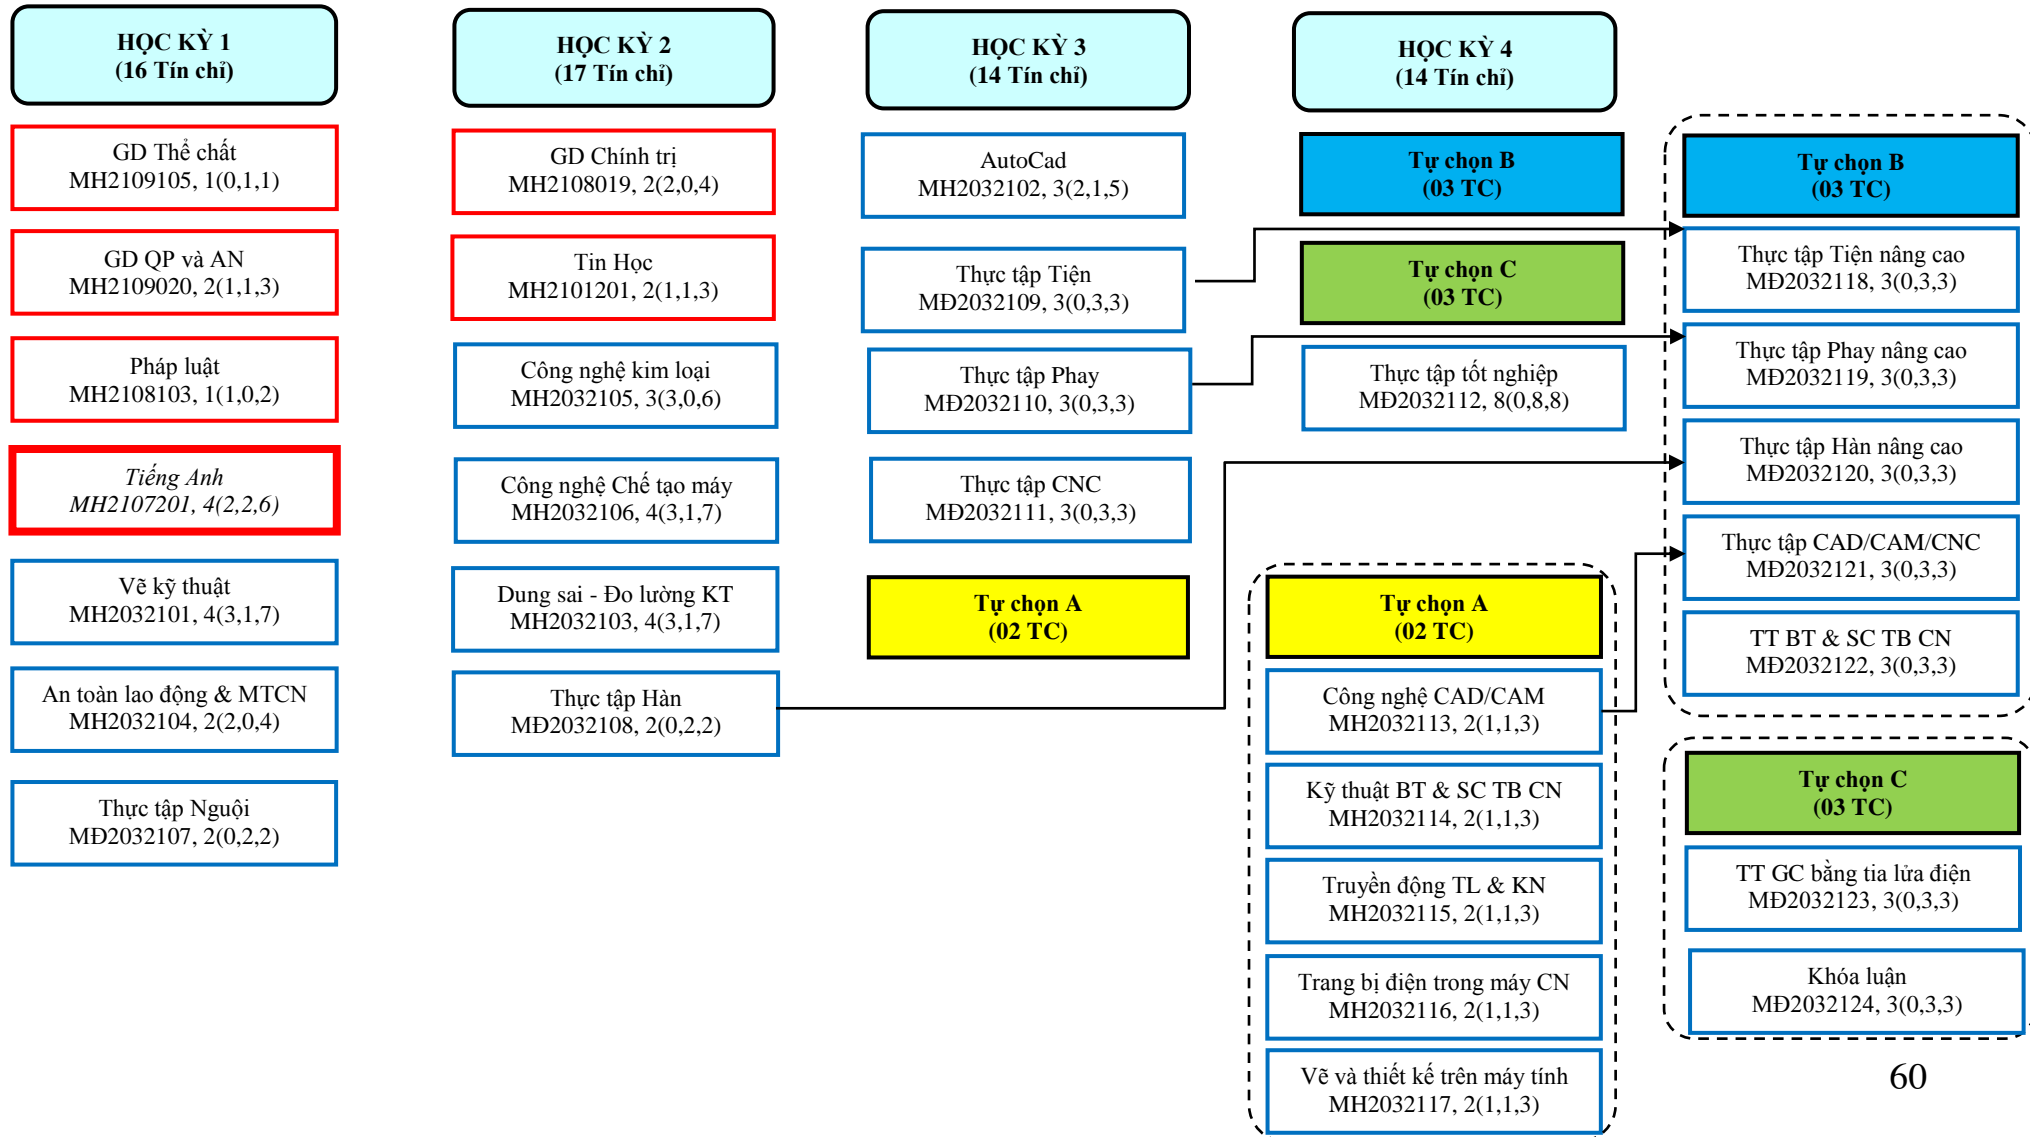 HỌC KỲ 1
(16 Tín chỉ)
GD Thể chất
MH2109105, 1(0,1,1)
GD QP và AN
MH2109020, 2(1,1,3)
Pháp luật
MH2108103, 1(1,0,2)
Tiếng Anh
MH2107201, 4(2,2,6)
Vẽ kỹ thuật
MH2032101, 4(3,1,7)
An toàn lao động & MTCN
MH2032104, 2(2,0,4)
Thực tập Nguội
MĐ2032107, 2(0,2,2)
HỌC KỲ 2
(17 Tín chỉ)
GD Chính trị
MH2108019, 2(2,0,4)
Tin Học
MH2101201, 2(1,1,3)
Công nghệ kim loại
MH2032105, 3(3,0,6)
Công nghệ Chế tạo máy
MH2032106, 4(3,1,7)
Dung sai - Đo lường KT
MH2032103, 4(3,1,7)
Thực tập Hàn
MĐ2032108, 2(0,2,2)
HỌC KỲ 3
(14 Tín chỉ)
AutoCad
MH2032102, 3(2,1,5)
Thực tập Tiện
MĐ2032109, 3(0,3,3)
Thực tập Phay
MĐ2032110, 3(0,3,3)
Thực tập CNC
MĐ2032111, 3(0,3,3)
Tự chọn A
(02 TC)
HỌC KỲ 4
(14 Tín chỉ)
Tự chọn B
(03 TC)
Tự chọn C
(03 TC)
Thực tập tốt nghiệp
MĐ2032112, 8(0,8,8)
Tự chọn A
(02 TC)
Công nghệ CAD/CAM
MH2032113, 2(1,1,3)
Kỹ thuật BT & SC TB CN
MH2032114, 2(1,1,3)
Truyền động TL & KN
MH2032115, 2(1,1,3)
Trang bị điện trong máy CN
MH2032116, 2(1,1,3)
Vẽ và thiết kế trên máy tính
MH2032117, 2(1,1,3)
Tự chọn B
(03 TC)
Thực tập Tiện nâng cao
MĐ2032118, 3(0,3,3)
Thực tập Phay nâng cao
MĐ2032119, 3(0,3,3)
Thực tập Hàn nâng cao
MĐ2032120, 3(0,3,3)
Thực tập CAD/CAM/CNC
MĐ2032121, 3(0,3,3)
TT BT & SC TB CN
MĐ2032122, 3(0,3,3)
Tự chọn C
(03 TC)
TT GC bằng tia lửa điện
MĐ2032123, 3(0,3,3)
Khóa luận
MĐ2032124, 3(0,3,3)
60